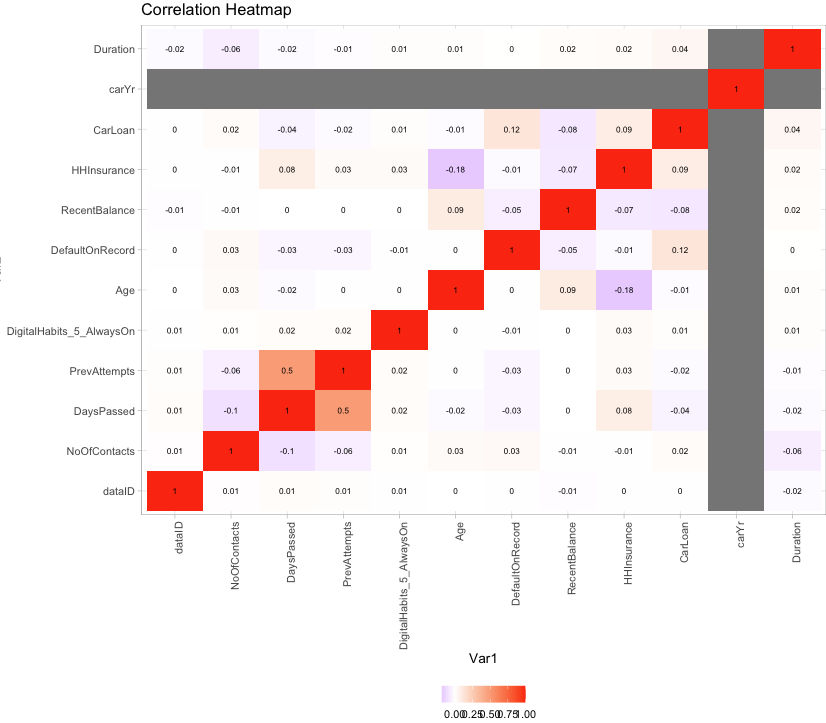 Correlation Heatmap
Duration -0.02 -0.06 -0.02 -0.01 0.01 0.01 0 0.02 0.02 0.04 1
carYr 1
CarLoan 0 0.02 -0.04 -0.02 0.01 -0.01 0.12 -0.08 0.09 1 0.04
HHInsurance 0 -0.01 0.08 0.03 0.03 -0.18 -0.01 -0.07 1 0.09 0.02
RecentBalance -0.01 -0.01 0 0 0 0.09 -0.05 1 -0.07 -0.08 0.02
DefaultOnRecord 0 0.03 -0.03 -0.03 -0.01 0 1 -0.05 -0.01 0.12 0
Age 0 0.03 -0.02 0 0 1 0 0.09 -0.18 -0.01 0.01
DigitalHabits_5_AlwaysOn 0.01 0.01 0.02 0.02 1 0 -0.01 0 0.03 0.01 0.01
PrevAttempts 0.01 -0.06 0.5 1 0.02 0 -0.03 0 0.03 -0.02 -0.01
DaysPassed 0.01 -0.1 1 0.5 0.02 -0.02 -0.03 0 0.08 -0.04 -0.02
NoOfContacts 0.01 1 -0.1 -0.06 0.01 0.03 0.03 -0.01 -0.01 0.02 -0.06
dataID 1 0.01 0.01 0.01 0.01 0 0 -0.01 0 0 -0.02
dataID
NoOfContacts
DaysPassed
PrevAttempts
DigitalHabits_5_AlwaysOn
Age
DefaultOnRecord
RecentBalance
HHInsurance
CarLoan
carYr
Duration
Var1
0.00 0.25 0.50 0.75 1.00